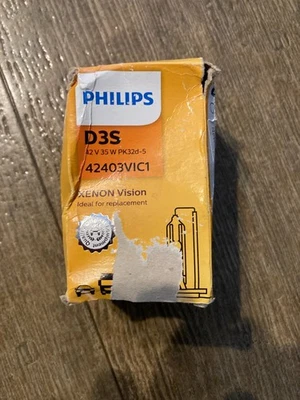 PHILIPS
D3S
42 V 35 W PK32d-5
42403VIC1
XENON Vision
Ideal for replacement